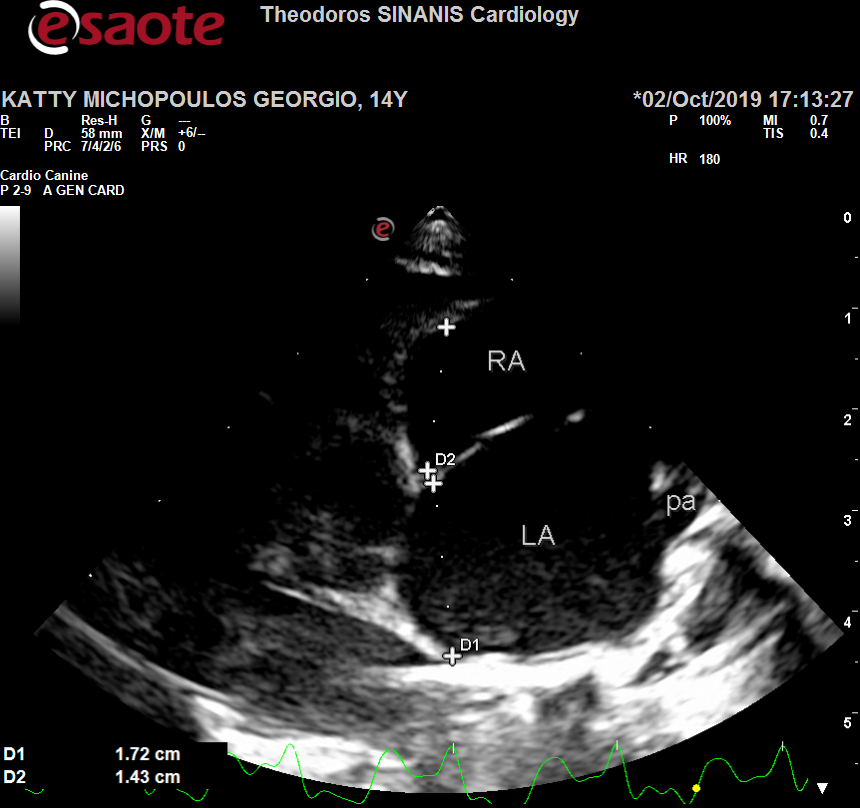 esaote
Theodoros SINANIS Cardiology
KATTY MICHOPOULOS GEORGIO, 14Y
*02/Oct/2019 17:13:27
B Res-H G ---
TEI D 58 mm X/M +6/--
PRC 7/4/2/6 PRS 0
P 100% MI 0.7
TIS 0.4
HR 180
Cardio Canine
P 2-9 A GEN CARD
e
0
1
RA
2
D2
pa
3
LA
4
D1
5
D1 1.72 cm
D2 1.43 cm